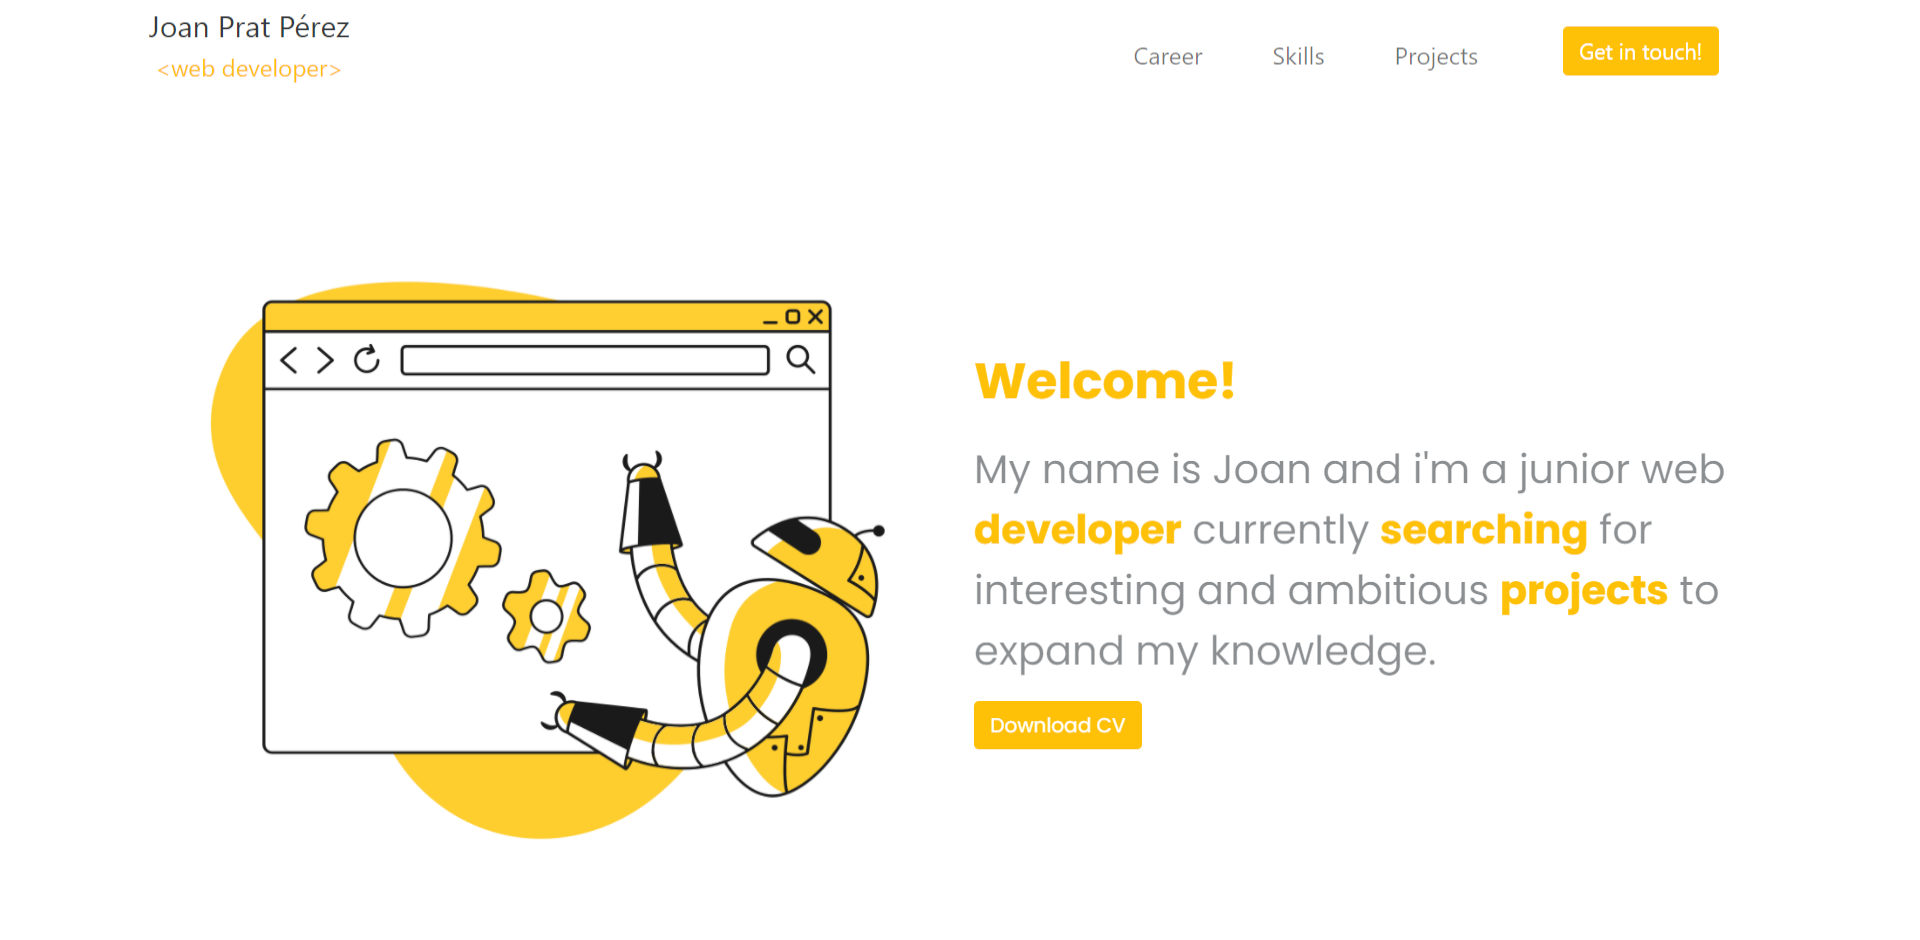 Joan Prat Pérez
<web developer>
Career Skills Projects Get in touch!
Welcome!
My name is Joan and i'm a junior web
developer currently searching for
interesting and ambitious projects to
expand my knowledge.
Download CV